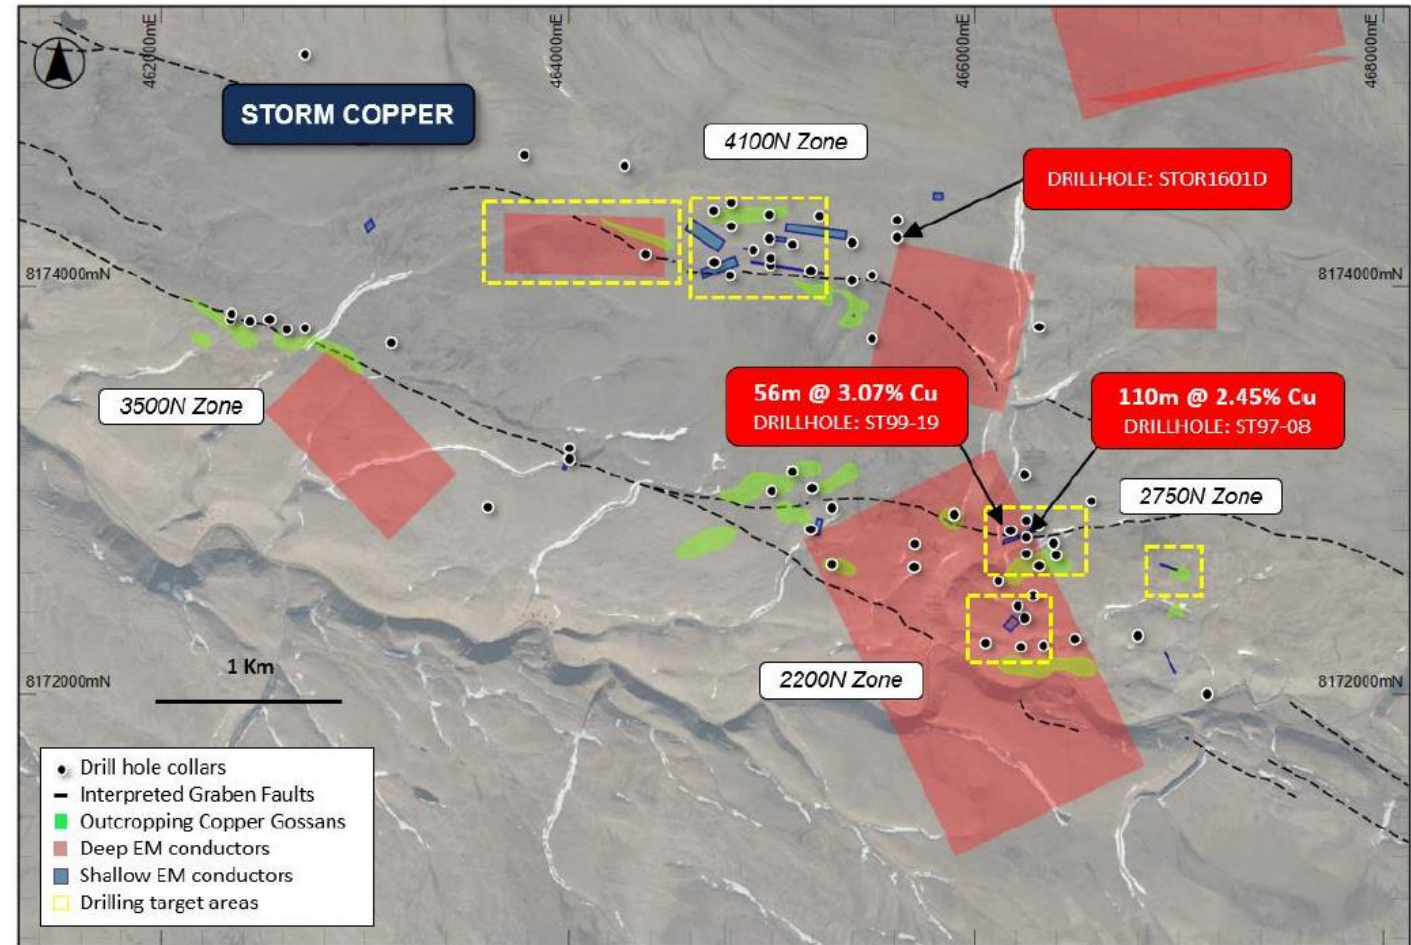 462000mE
464000mE
466000mE
468000mE
STORM COPPER
4100N Zone
DRILLHOLE: STOR1601D
8174000mN
8174000mN
56m @ 3.07% Cu
DRILLHOLE: ST99-19
110m @ 2.45% Cu
DRILLHOLE: ST97-08
3500N Zone
2750N Zone
2200N Zone
1 Km
8172000mN
8172000mN
Drill hole collars
Interpreted Graben Faults
Outcropping Copper Gossans
Deep EM conductors
Shallow EM conductors
Drilling target areas